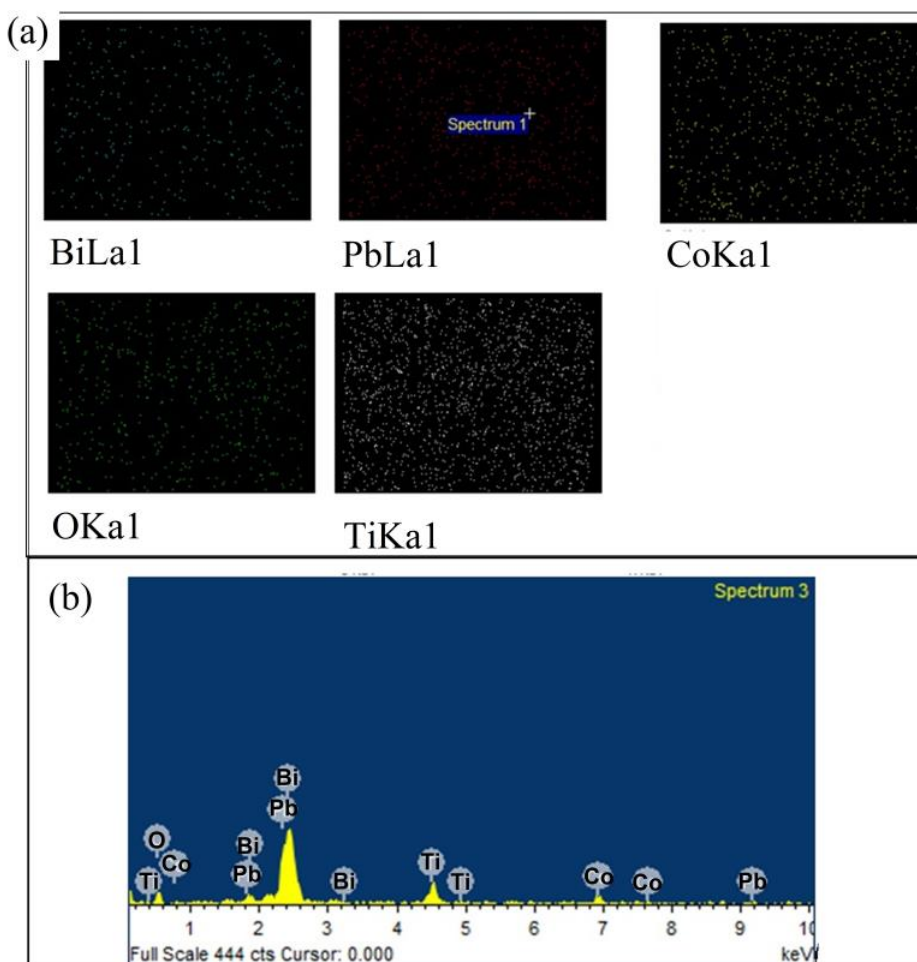 (a)
Spectrum 1
BiLa1 PbLa1 CoKa1
OKa1 TiKa1
(b)
Spectrum 3
Bi
Pb
O Bi
Co Pb Ti Co
Ti Bi Ti Co Pb
1 2 3 4 5 6 7 8 9 10
Full Scale 444 cts Cursor: 0.000 keV